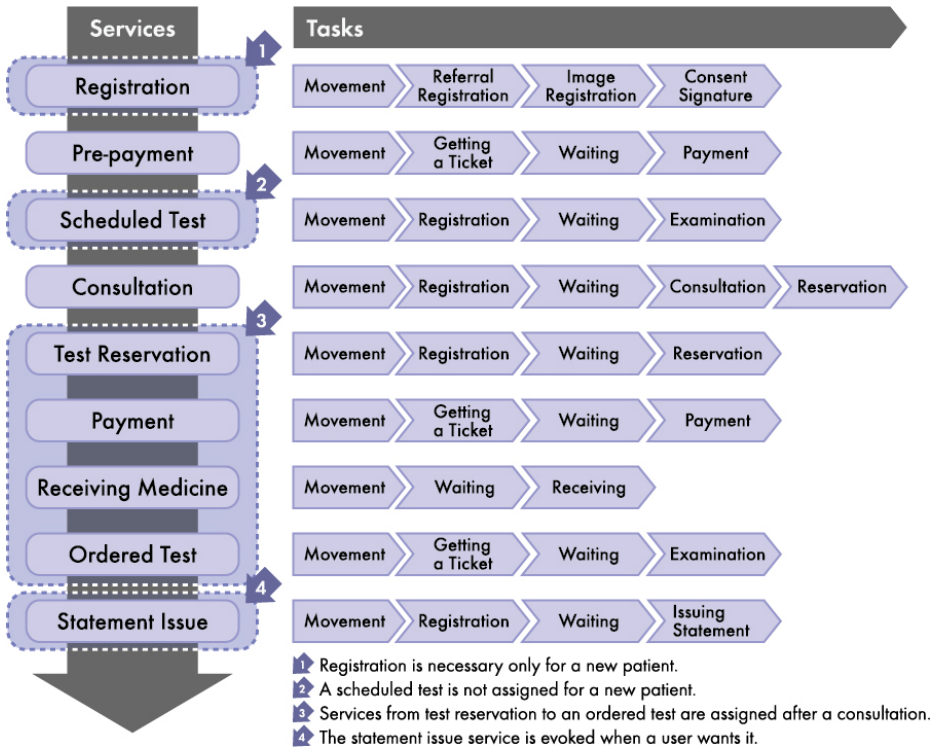 Services
Tasks
1
Registration
Movement
Referral
Registration
Image
Registration
Consent
Signature
Pre-payment
Movement
Getting
a Ticket
Waiting
Payment
2
Scheduled Test
Movement
Registration
Waiting
Examination
Consultation
Movement
Registration
Waiting
Consultation
Reservation
3
Test Reservation
Movement
Registration
Waiting
Reservation
Payment
Movement
Getting
a Ticket
Waiting
Payment
Receiving Medicine
Movement
Waiting
Receiving
Ordered Test
Movement
Getting
a Ticket
Waiting
Examination
4
Statement Issue
Movement
Registration
Waiting
Issuing
Statement
1 Registration is necessary only for a new patient.
2 A scheduled test is not assigned for a new patient.
3 Services from test reservation to an ordered test are assigned after a consultation.
4 The statement issue service is evoked when a user wants it.